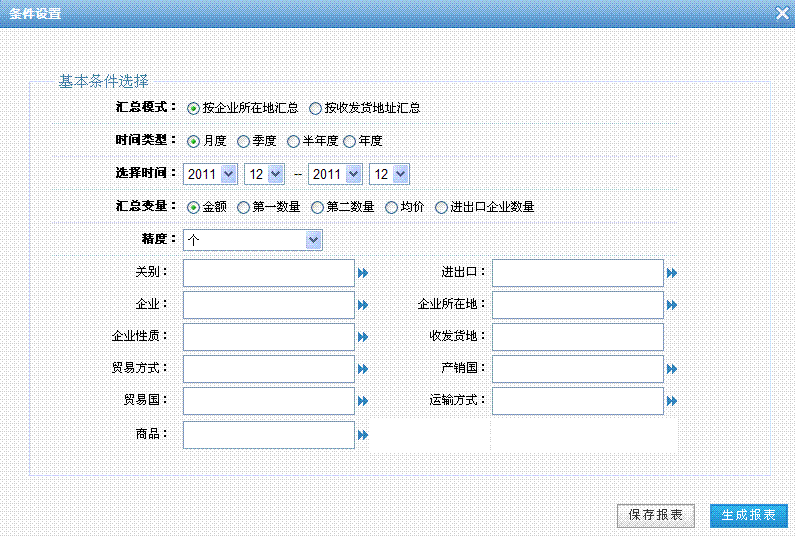 条件设置
基本条件选择
汇总模式： 按企业所在地汇总 按收发货地址汇总
时间类型： 月度 季度 半年度 年度
选择时间： 2011 12 -- 2011 12
汇总变量： 金额 第一数量 第二数量 均价 进出口企业数量
精度： 个
关别： 进出口：
企业： 企业所在地：
企业性质： 收发货地：
贸易方式： 产销国：
贸易国： 运输方式：
商品：
保存报表 生成报表